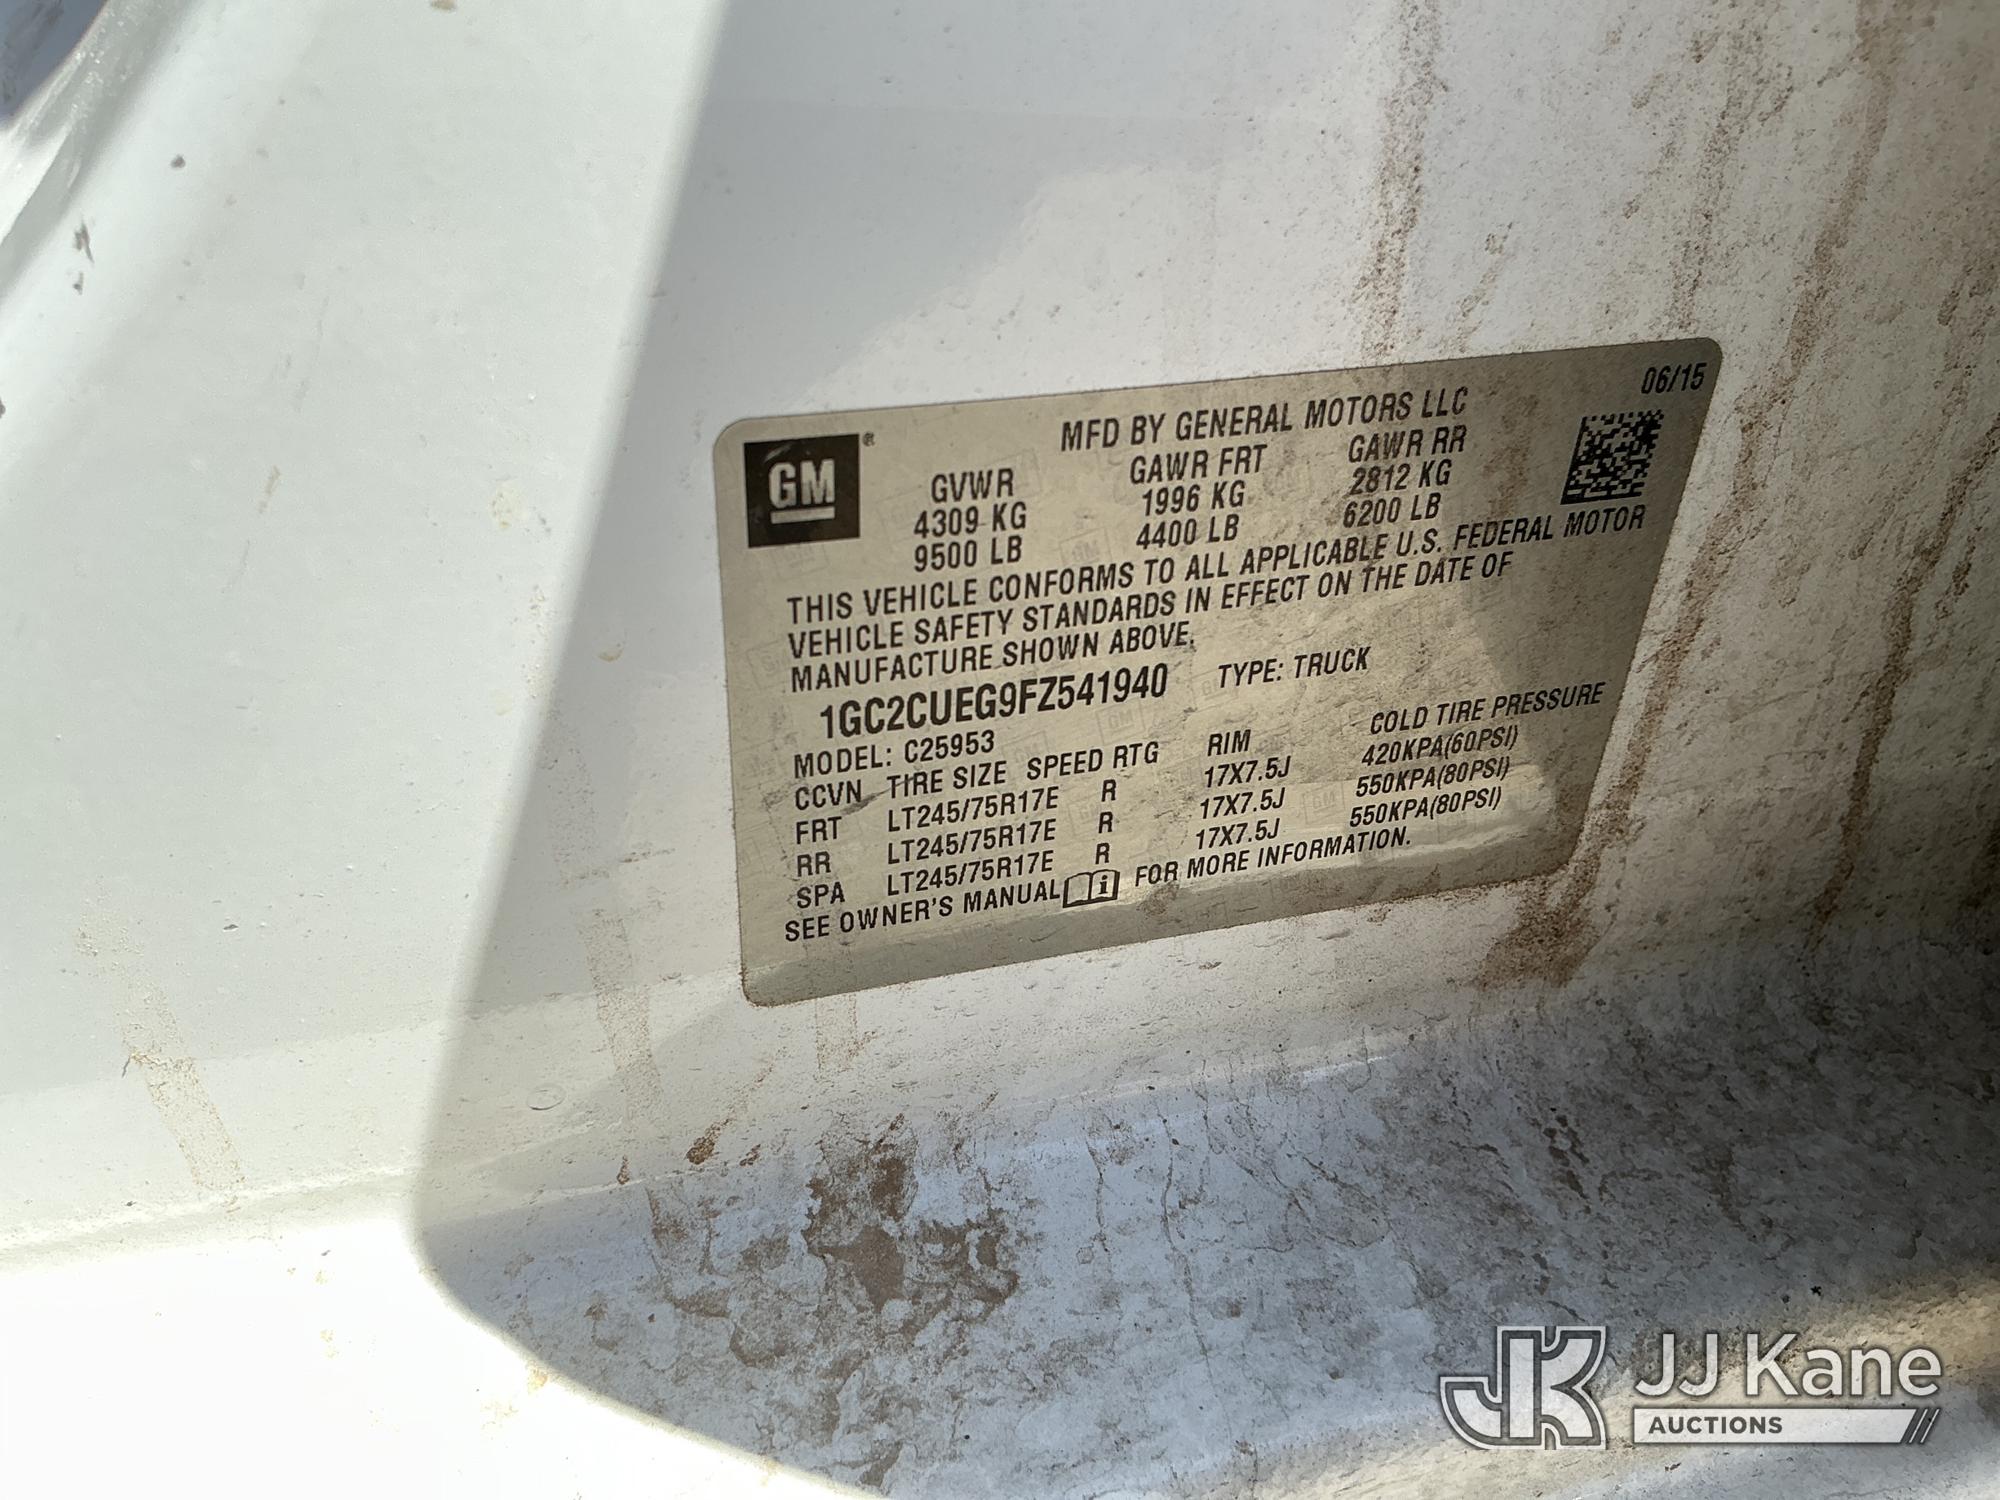 06/15
MFD BY GENERAL MOTORS LLC
GM®
GVWR GAWR FRT GAWR RR
4309 KG 1996 KG 2812 KG
9500 LB 4400 LB 6200 LB
THIS VEHICLE CONFORMS TO ALL APPLICABLE U.S. FEDERAL MOTOR
VEHICLE SAFETY STANDARDS IN EFFECT ON THE DATE OF
MANUFACTURE SHOWN ABOVE.
1GC2CUEG9FZ541940 TYPE: TRUCK
MODEL: C25953
CCVN TIRE SIZE SPEED RTG RIM COLD TIRE PRESSURE
FRT LT245/75R17E R 17X7.5J 420KPA(60PSI)
RR LT245/75R17E R 17X7.5J 550KPA(80PSI)
SPA LT245/75R17E R 17X7.5J 550KPA(80PSI)
SEE OWNER'S MANUAL FOR MORE INFORMATION.
JK JJ Kane
AUCTIONS